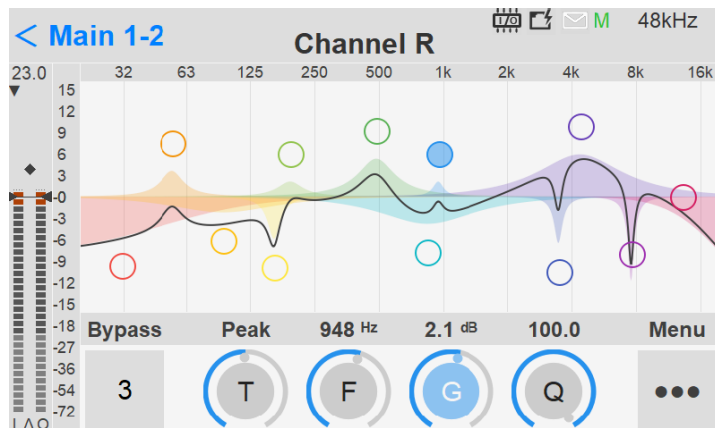 < Main 1-2
Channel R
I/O
M
48kHz
23.0
32 63 125 250 500 1k 2k 4k 8k 16k
15
12
9
6
3
-0
-3
-6
-9
-12
-15
-18
-27
-36
-54
-72
Bypass Peak 948 Hz 2.1 dB 100.0 Menu
3 T F G Q •••